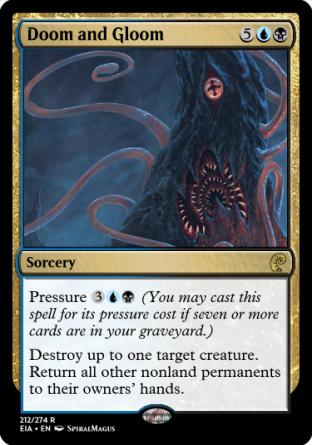 Doom and Gloom 5
Sorcery
Pressure 3 (You may cast this
spell for its pressure cost if seven or more
cards are in your graveyard.)
Destroy up to one target creature.
Return all other nonland permanents
to their owners' hands.
212/274 R
EIA • EN SpiralMagus